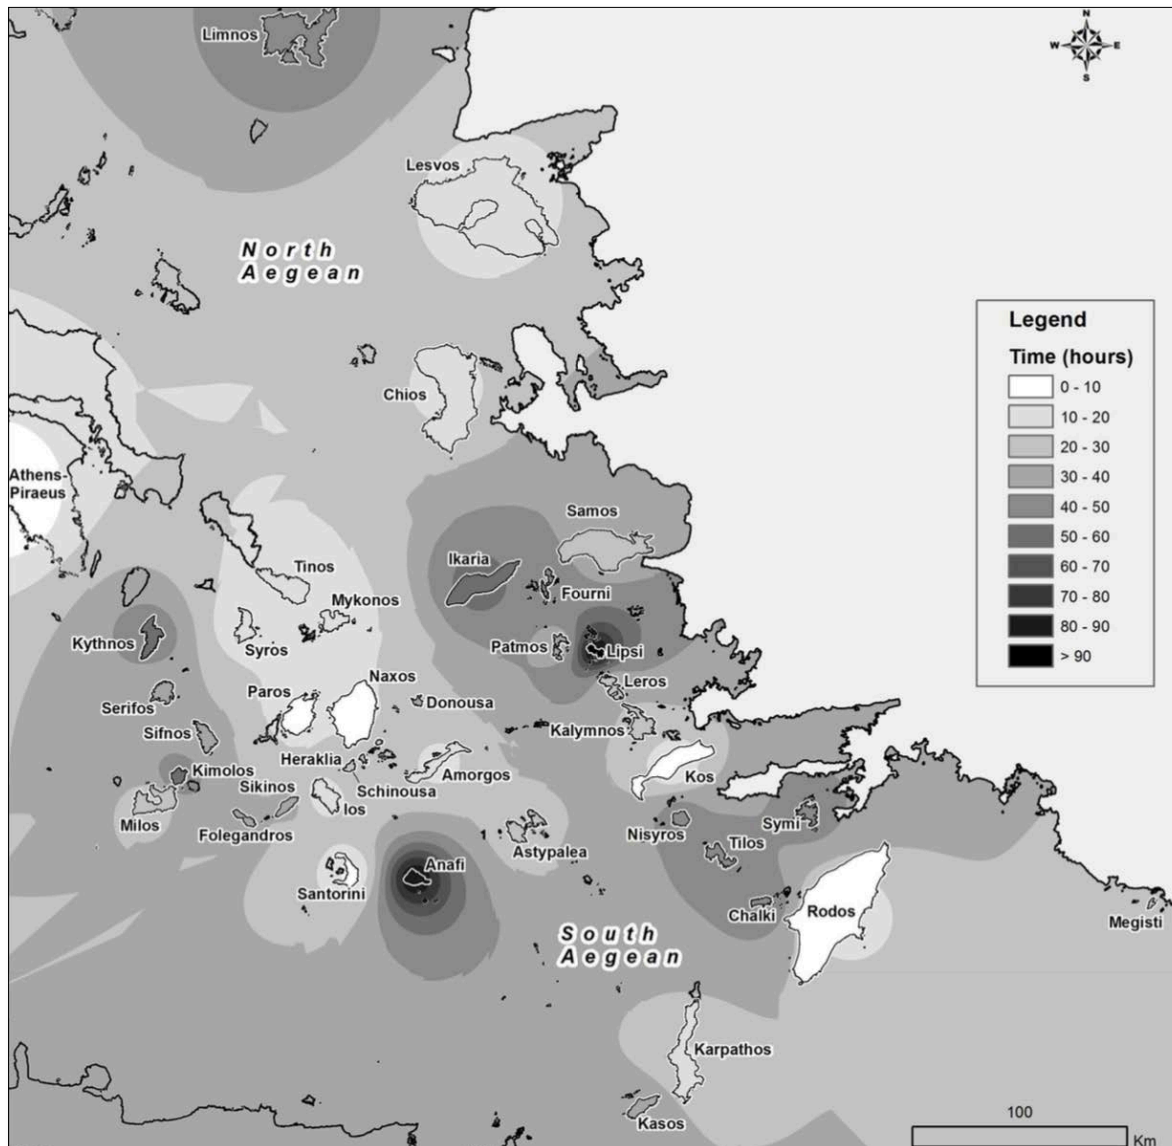 N
W E
S
Limnos
Lesvos
North
Aegean
Legend
Time (hours)
0 - 10
10 - 20
20 - 30
30 - 40
40 - 50
50 - 60
60 - 70
70 - 80
80 - 90
> 90
Chios
Athens-
Piraeus
Samos
Ikaria
Tinos
Fourni
Mykonos
Kythnos
Syros
Patmos
Lipsi
Naxos
Leros
Paros
Donousa
Serifos
Sifnos
Kalymnos
Heraklia
Kimolos
Amorgos
Kos
Sikinos
Schinousa
Milos
Ios
Folegandros
Nisyros
Symi
Tilos
Astypalea
Anafi
Santorini
Chalki
Rodos
Megisti
South
Aegean
Karpathos
Kasos
100
Km